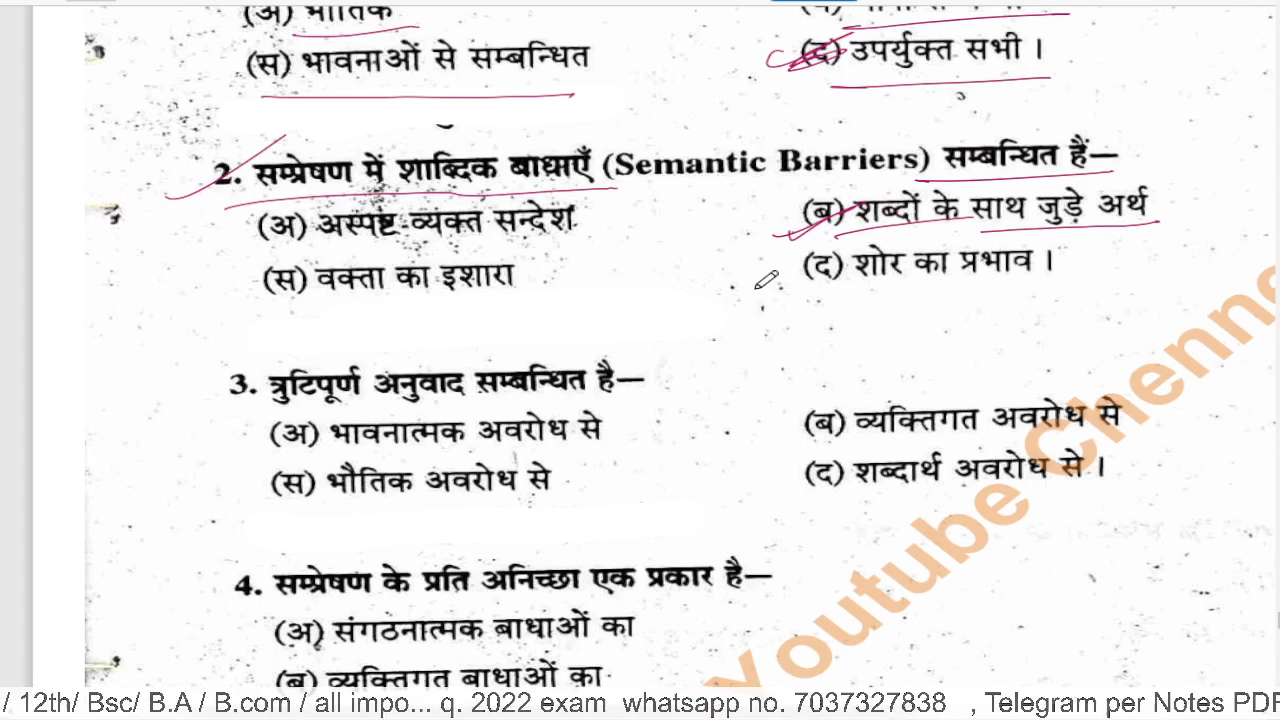 (अ) भौतिक
(स) भावनाओं से सम्बन्धित
(द) उपर्युक्त सभी ।
2. सम्प्रेषण में शाब्दिक बाधाएँ (Semantic Barriers) सम्बन्धित हैं—
(अ) अस्पष्ट व्यक्त सन्देश
(ब) शब्दों के साथ जुड़े अर्थ
(स) वक्ता का इशारा
(द) शोर का प्रभाव ।
3. त्रुटिपूर्ण अनुवाद सम्बन्धित है—
(अ) भावनात्मक अवरोध से
(ब) व्यक्तिगत अवरोध से
(स) भौतिक अवरोध से
(द) शब्दार्थ अवरोध से ।
4. सम्प्रेषण के प्रति अनिच्छा एक प्रकार है—
(अ) संगठनात्मक बाधाओं का
(ब) व्यक्तिगत बाधाओं का
Youtube Chenne
/ 12th/ Bsc/ B.A / B.com / all impo... q. 2022 exam whatsapp no. 7037327838 , Telegram per Notes PDF